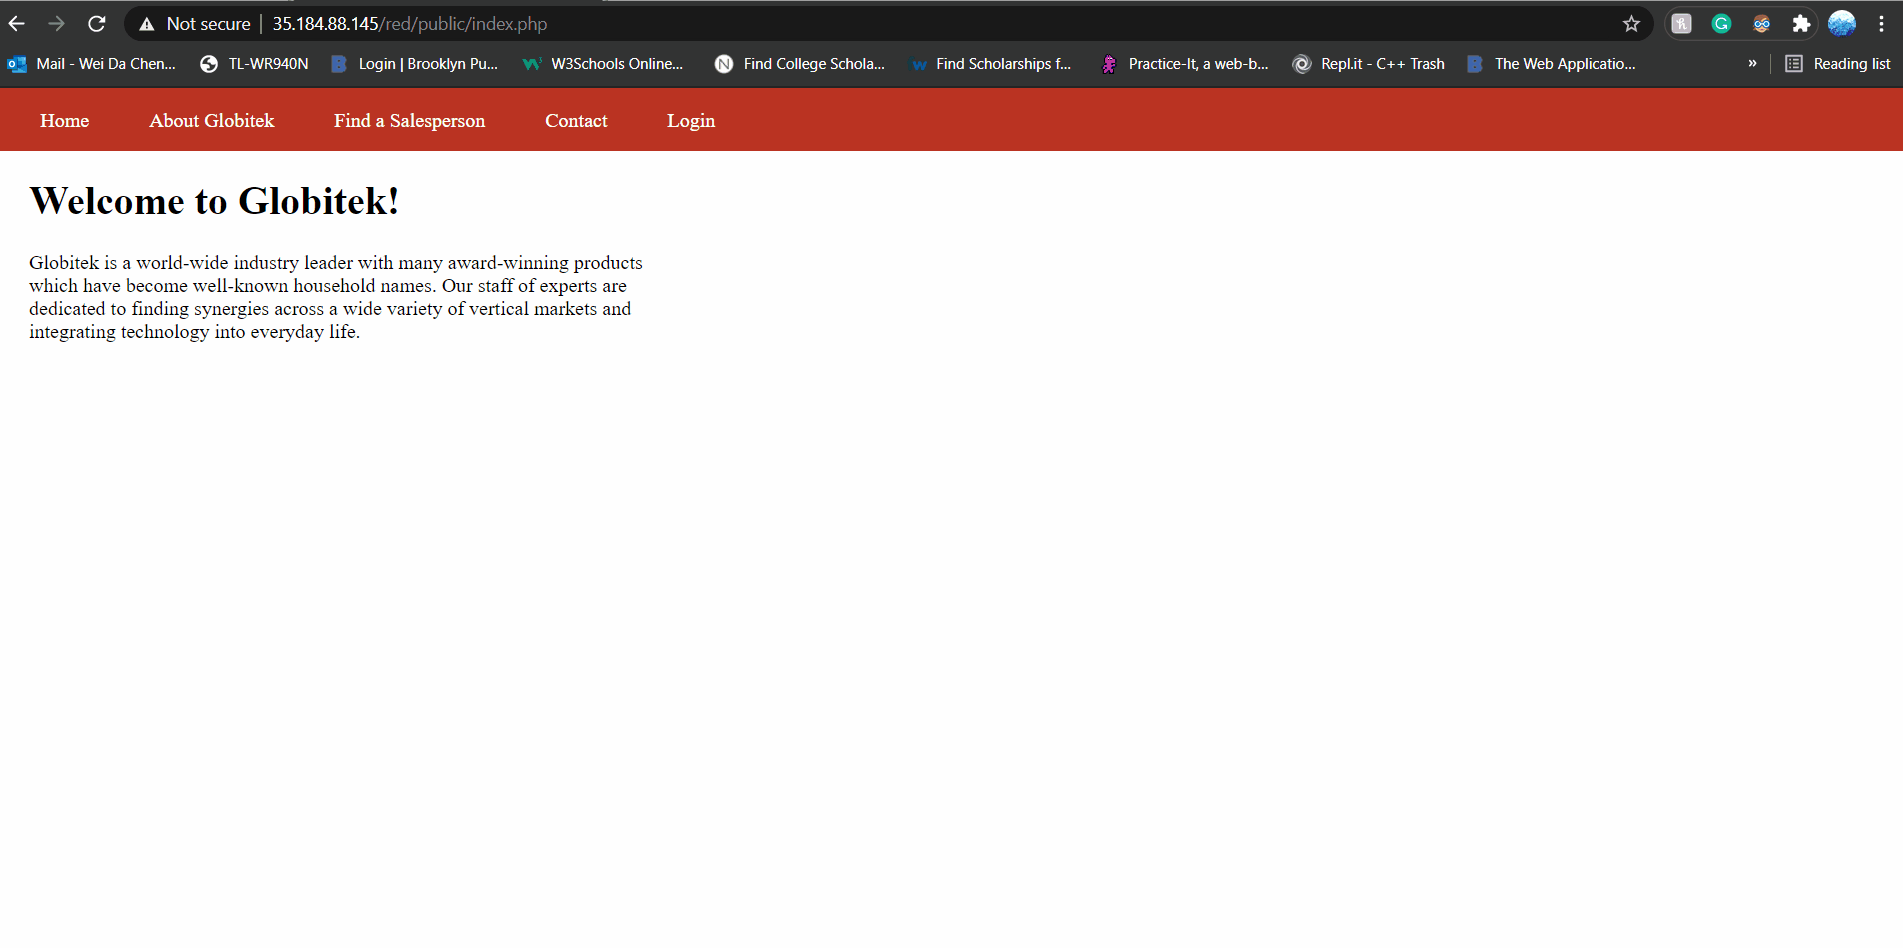 Not secure 35.184.88.145/red/public/index.php
Mail - Wei Da Chen... TL-WR940N Login | Brooklyn Pu... W3Schools Online... Find College Schola... Find Scholarships f... Practice-It, a web-b... Repl.it - C++ Trash The Web Applicatio... » Reading list
Home About Globitek Find a Salesperson Contact Login
Welcome to Globitek!
Globitek is a world-wide industry leader with many award-winning products
which have become well-known household names. Our staff of experts are
dedicated to finding synergies across a wide variety of vertical markets and
integrating technology into everyday life.